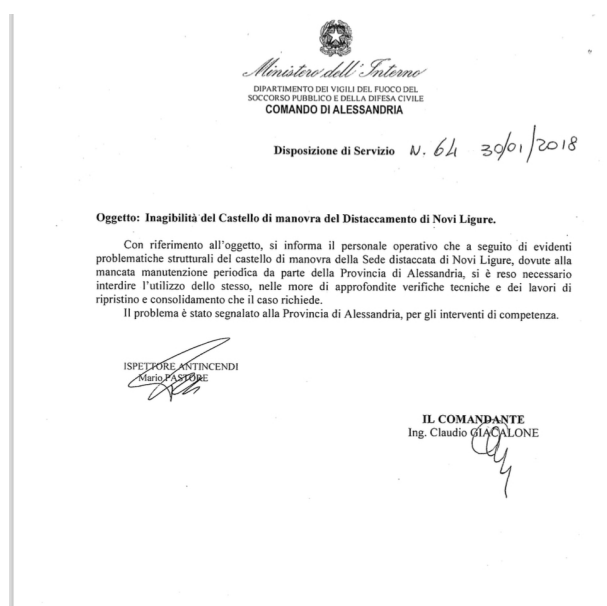 Ministero dell'Interno
DIPARTIMENTO DEI VIGILI DEL FUOCO DEL
SOCCORSO PUBBLICO E DELLA DIFESA CIVILE
COMANDO DI ALESSANDRIA
Disposizione di Servizio N. 64 30/01/2018
Oggetto: Inagibilità del Castello di manovra del Distaccamento di Novi Ligure.
Con riferimento all'oggetto, si informa il personale operativo che a seguito di evidenti
problematiche strutturali del castello di manovra della Sede distaccata di Novi Ligure, dovute alla
mancata manutenzione periodica da parte della Provincia di Alessandria, si è reso necessario
interdire l'utilizzo dello stesso, nelle more di approfondite verifiche tecniche e dei lavori di
ripristino e consolidamento che il caso richiede.
Il problema è stato segnalato alla Provincia di Alessandria, per gli interventi di competenza.
ISPETTORE ANTINCENDI
Mario PASTORE
IL COMANDANTE
Ing. Claudio GIACALONE